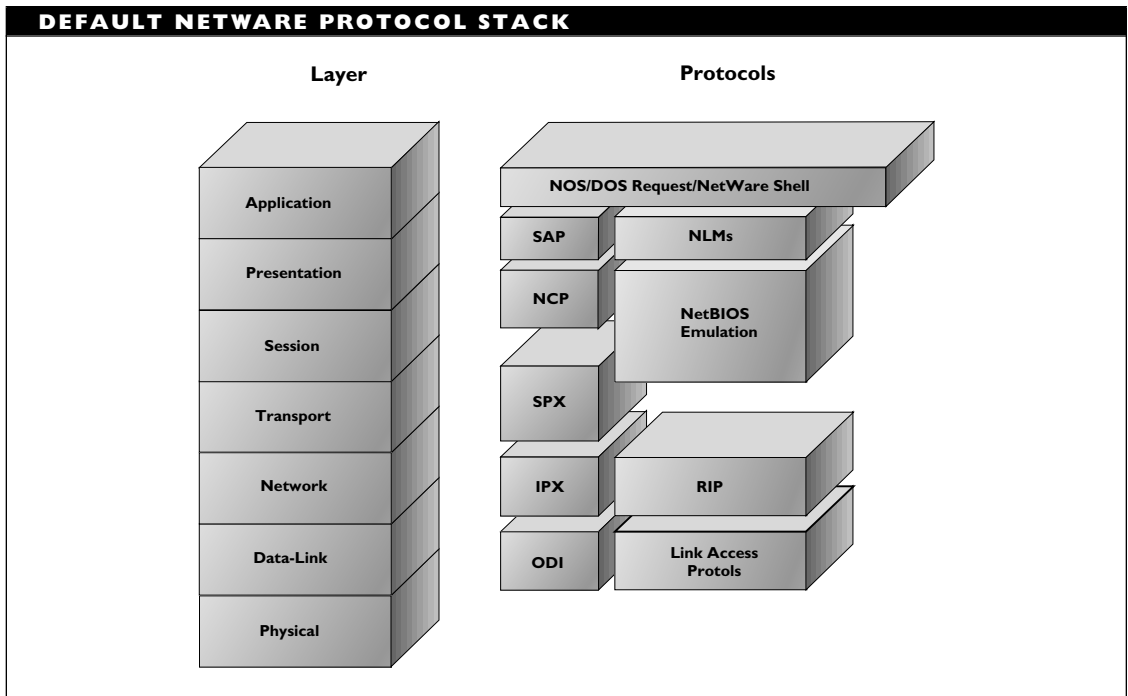 DEFAULT NETWARE PROTOCOL STACK
Layer
Application
Presentation
Session
Transport
Network
Data-Link
Physical
Protocols
NOS/DOS Request/NetWare Shell
SAP
NLMs
NCP
NetBIOS
Emulation
SPX
IPX
RIP
ODI
Link Access
Protols